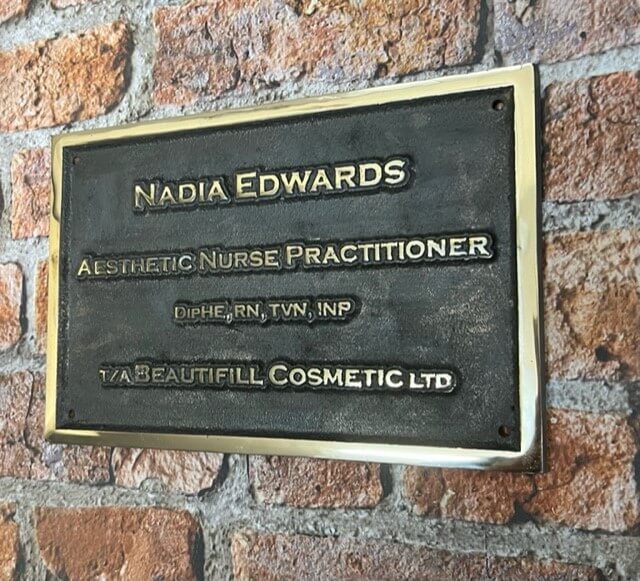 Nadia Edwards
Aesthetic Nurse Practitioner
DipHE, RN, TVN, INP
T/A Beautifill Cosmetic Ltd